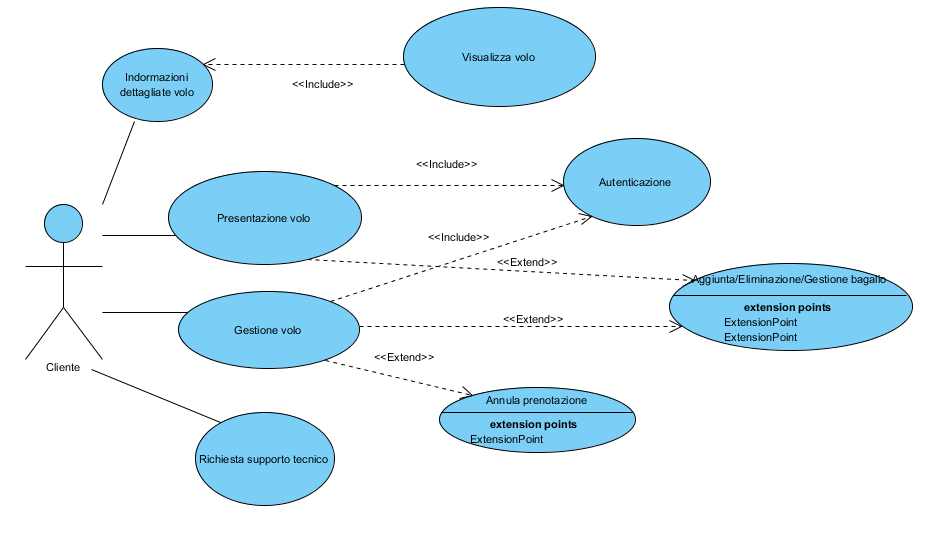 Visualizza volo
Indormazioni
dettagliate volo
<<Include>>
<<Include>>
Autenticazione
Presentazione volo
<<Include>>
<<Extend>>
Aggiunta/Eliminazione/Gestione bagallo
extension points
ExtensionPoint
ExtensionPoint
<<Extend>>
Gestione volo
<<Extend>>
Cliente
Annula prenotazione
extension points
ExtensionPoint
Richiesta supporto tecnico